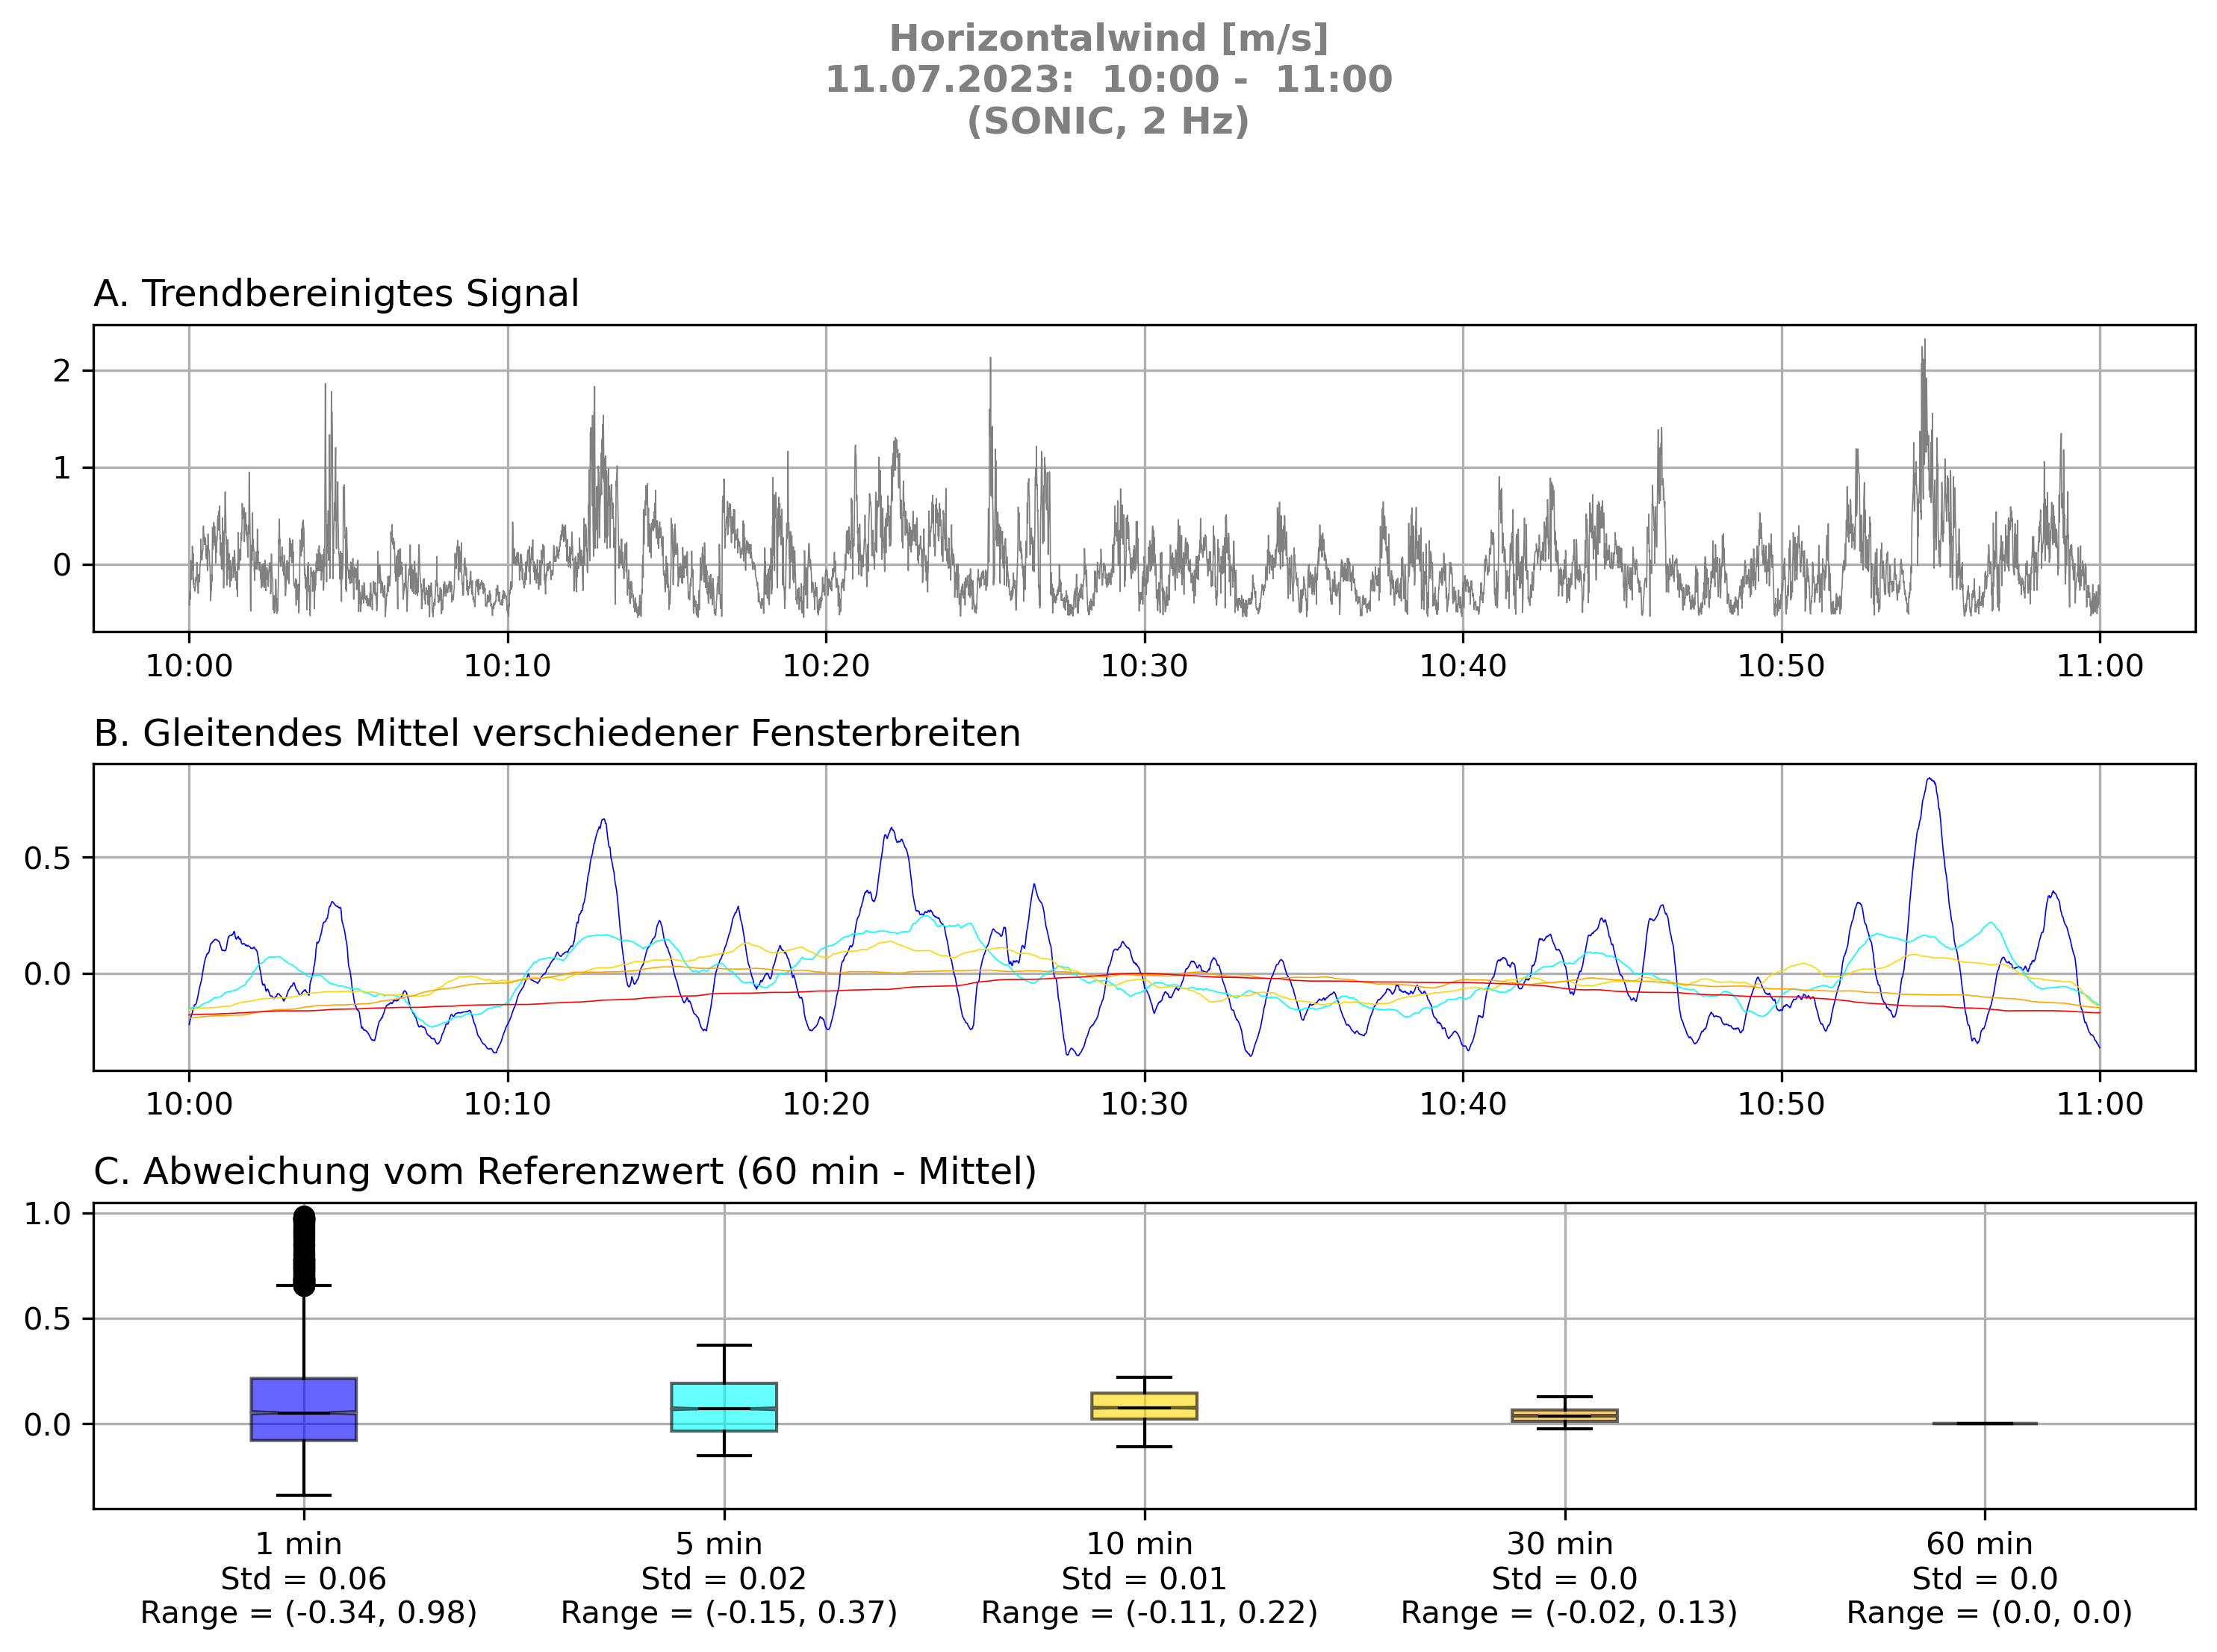 Horizontalwind [m/s]
11.07.2023:  10:00 -  11:00
(SONIC, 2 Hz)
A. Trendbereinigtes Signal
2
1
0
10:00 10:10 10:20 10:30 10:40 10:50 11:00
B. Gleitendes Mittel verschiedener Fensterbreiten
0.5
0.0
10:00 10:10 10:20 10:30 10:40 10:50 11:00
C. Abweichung vom Referenzwert (60 min - Mittel)
1.0
0.5
0.0
1 min 5 min 10 min 30 min 60 min
Std = 0.06 Std = 0.02 Std = 0.01 Std = 0.0 Std = 0.0
Range = (-0.34, 0.98) Range = (-0.15, 0.37) Range = (-0.11, 0.22) Range = (-0.02, 0.13) Range = (0.0, 0.0)